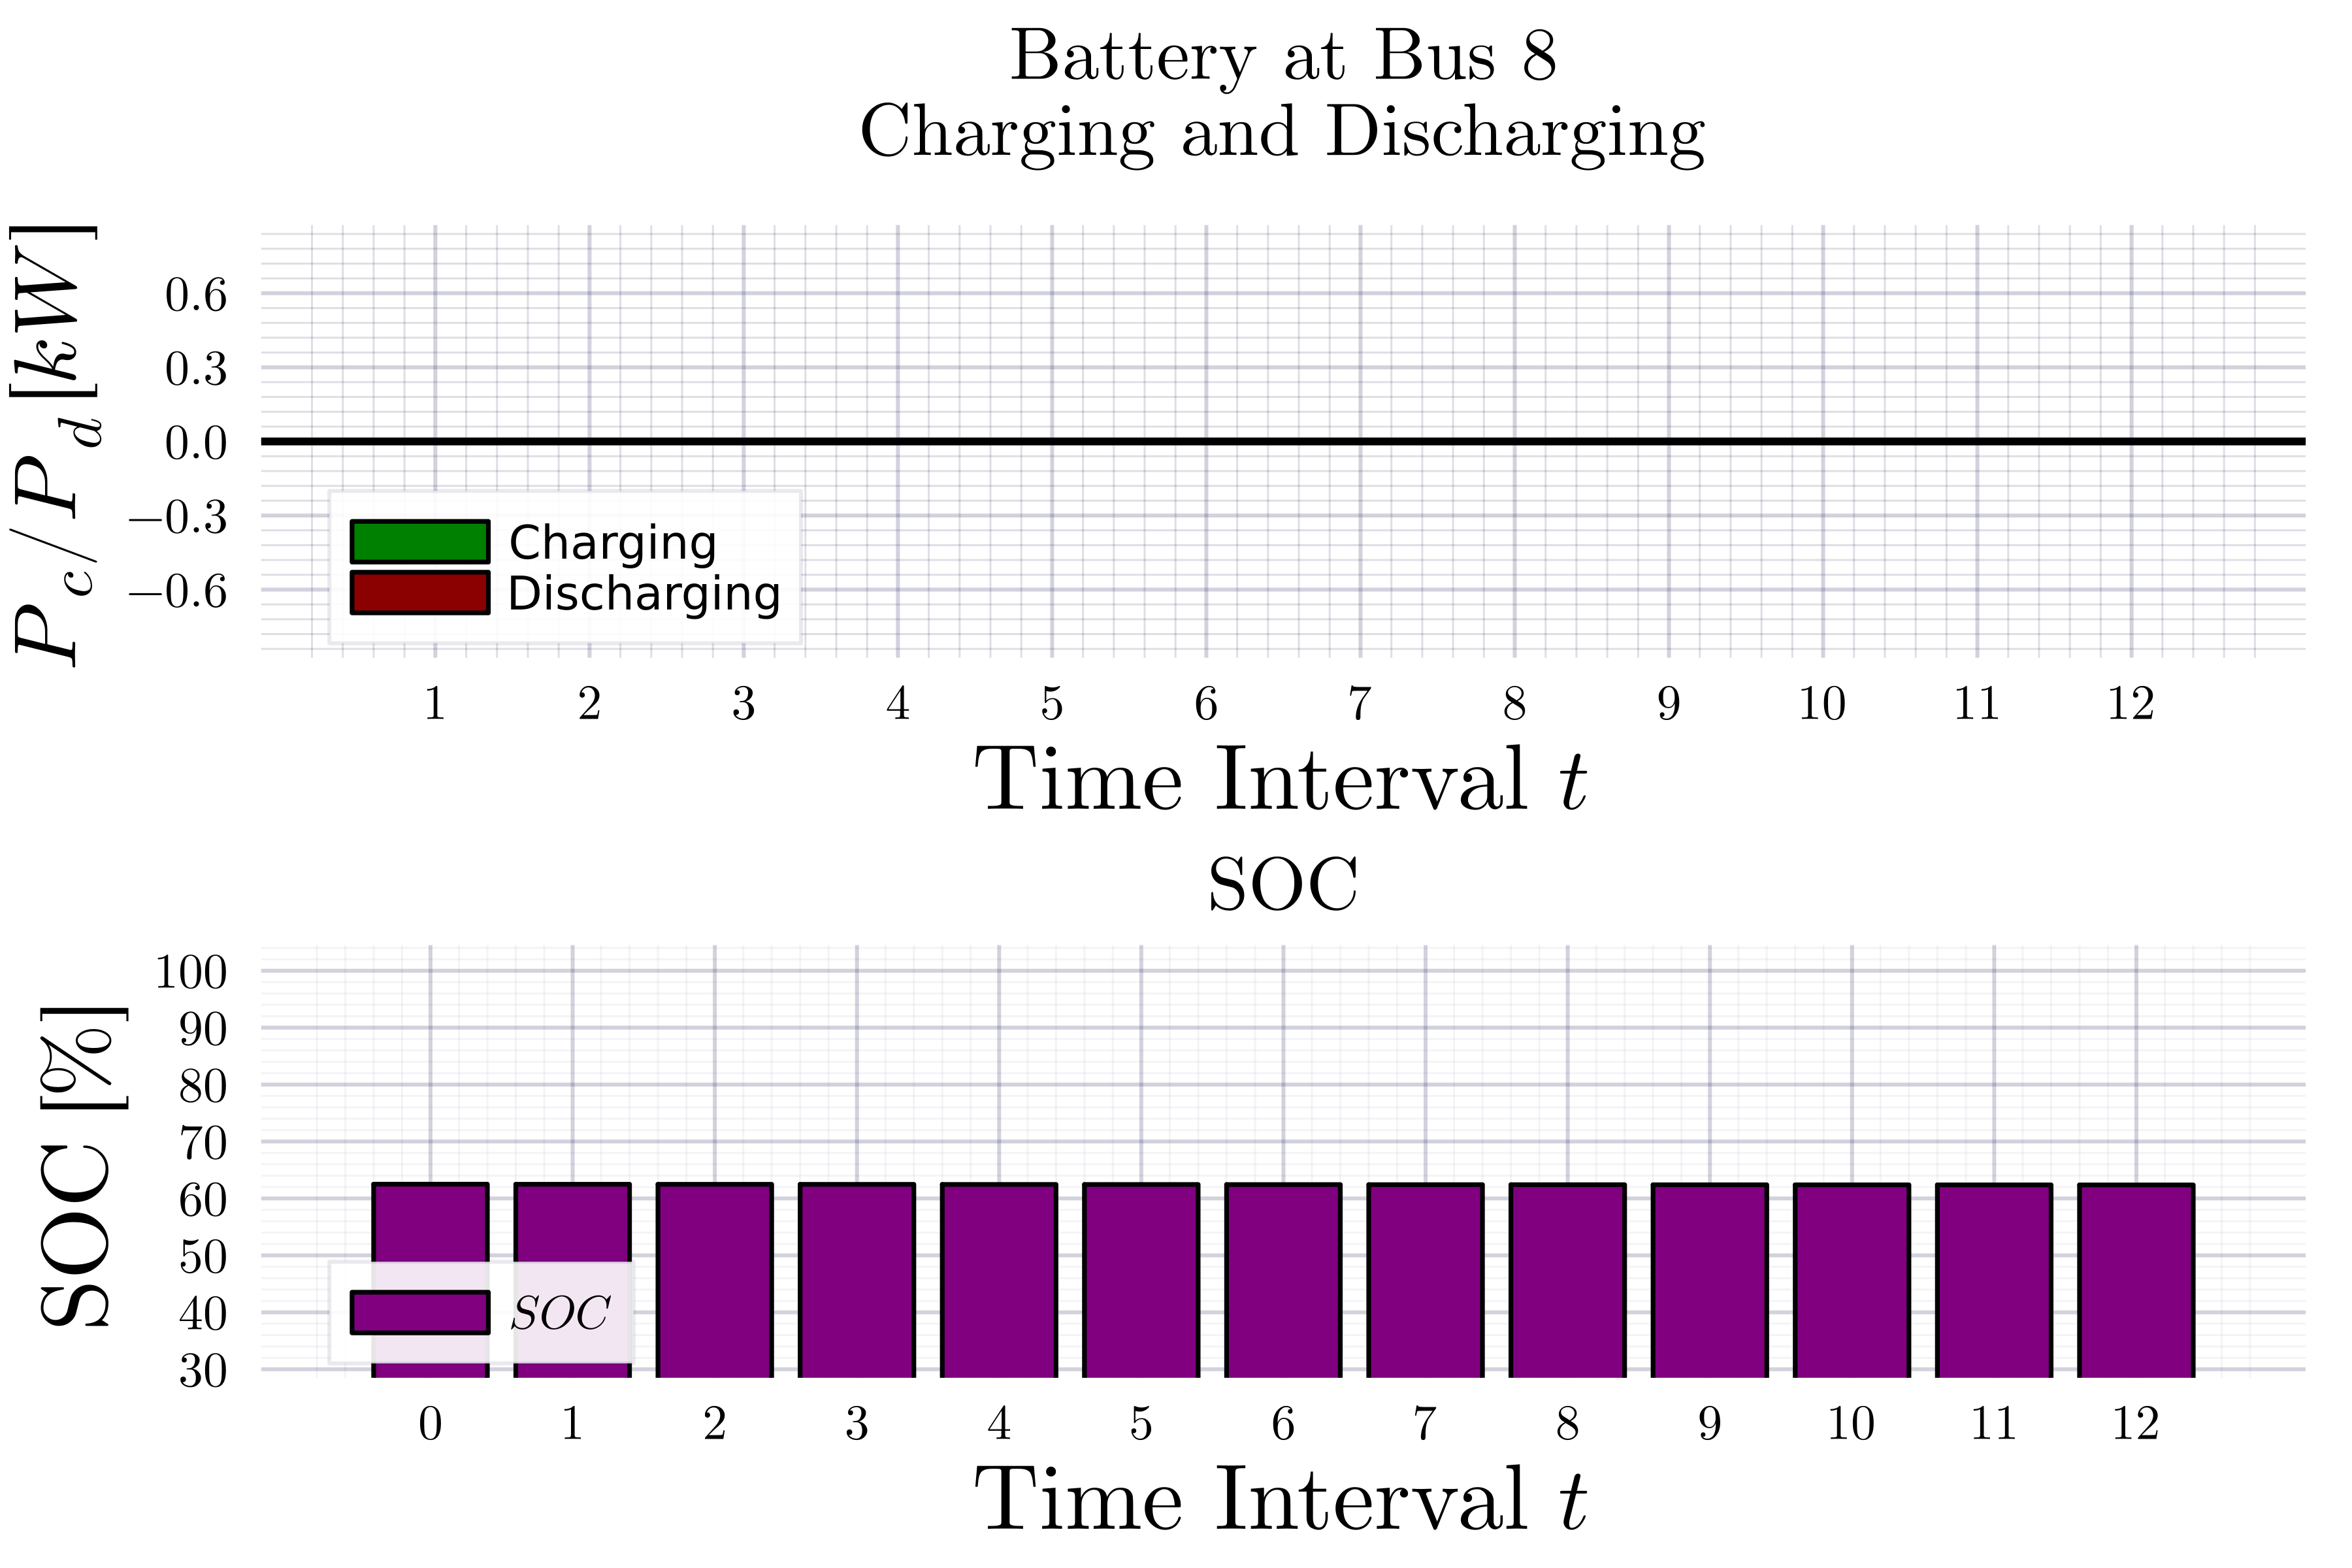 Battery at Bus 8
Charging and Discharging
P_c/P_d [kW]
0.6
0.3
0.0
−0.3
−0.6
Charging
Discharging
1 2 3 4 5 6 7 8 9 10 11 12
Time Interval t
SOC
SOC [%]
100
90
80
70
60
50
40
30
SOC
0 1 2 3 4 5 6 7 8 9 10 11 12
Time Interval t